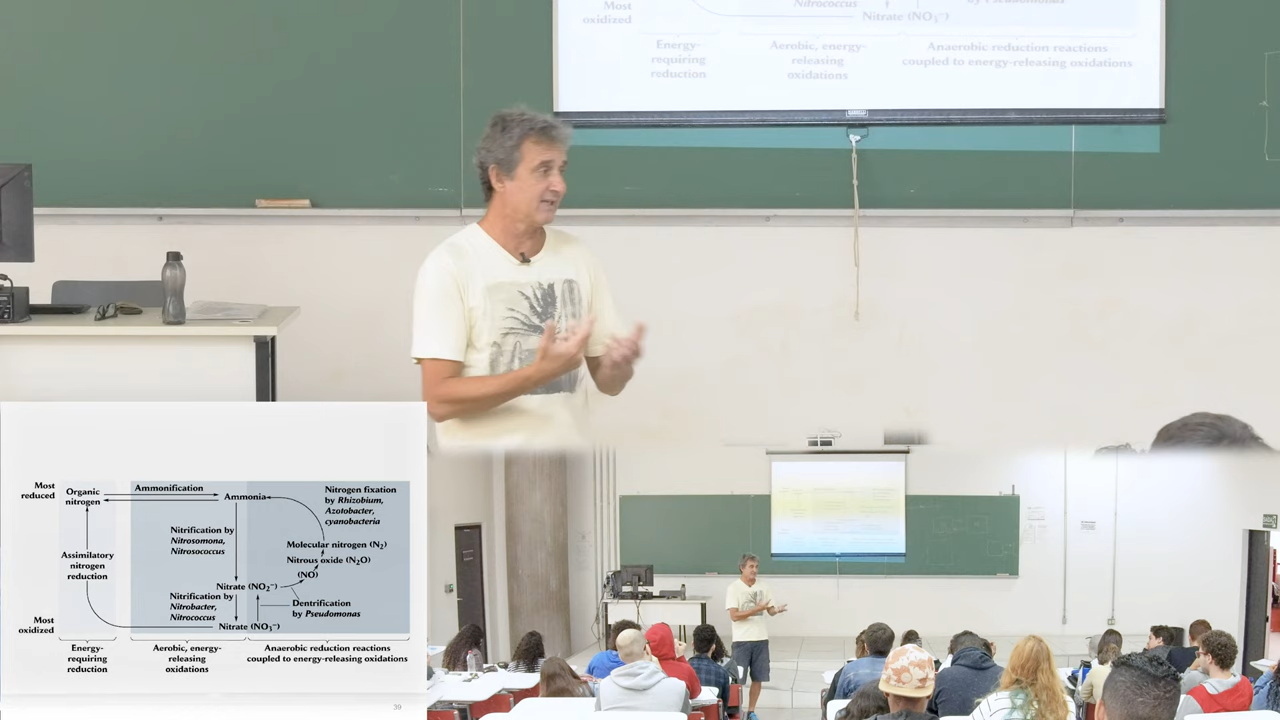 Most
oxidized
Nitrococcus
Nitrate (NO₃⁻)
by Pseudomonas
Energy-
requiring
reduction
Aerobic, energy-
releasing
oxidations
Anaerobic reduction reactions
coupled to energy-releasing oxidations
Most
reduced
Organic
nitrogen
Ammonification
Ammonia
Nitrogen fixation
by Rhizobium,
Azotobacter,
cyanobacteria
Nitrification by
Nitrosomona,
Nitrosococcus
Molecular nitrogen (N₂)
Nitrous oxide (N₂O)
(NO)
Assimilatory
nitrogen
reduction
Nitrate (NO₂⁻)
Nitrification by
Nitrobacter,
Nitrococcus
Dentrification
by Pseudomonas
Most
oxidized
Nitrate (NO₃⁻)
Energy-
requiring
reduction
Aerobic, energy-
releasing
oxidations
Anaerobic reduction reactions
coupled to energy-releasing oxidations
39